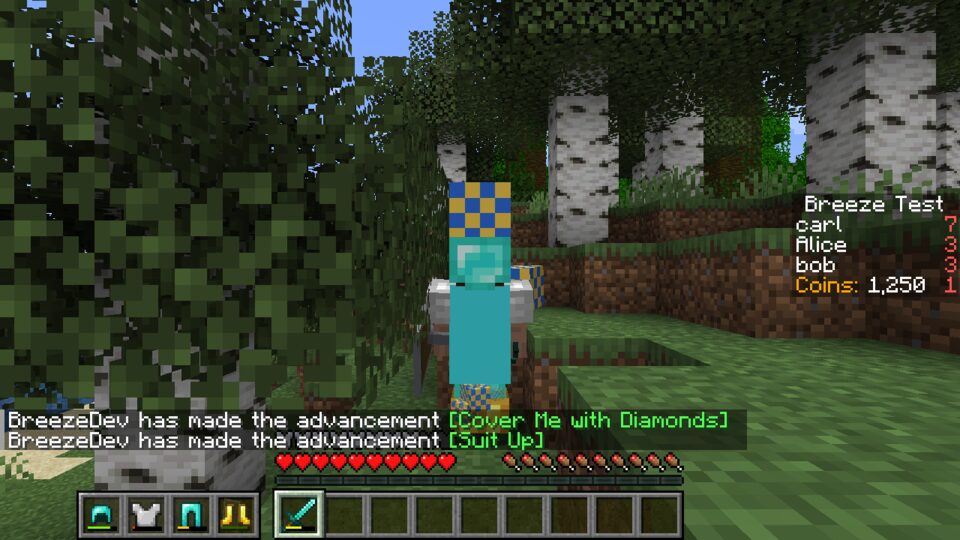 Breeze Test
carl 7
Alice 3
bob 3
Coins: 1,250 1
BreezeDev has made the advancement [Cover Me with Diamonds]
BreezeDev has made the advancement [Suit Up]